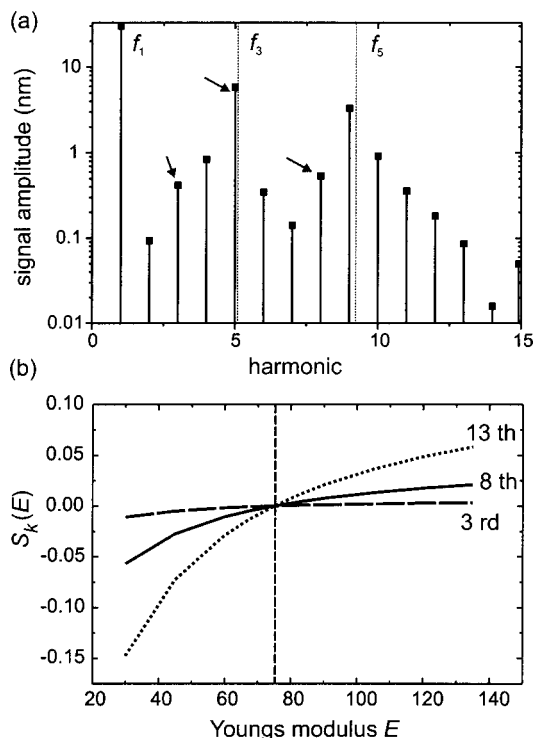 (a)
f1 f3 f5
signal amplitude (nm)
10
1
0.1
0.01
0 5 10 15
harmonic
(b)
0.10
0.05
0.00
-0.05
-0.10
-0.15
Sk(E)
13 th
8 th
3 rd
20 40 60 80 100 120 140
Youngs modulus E